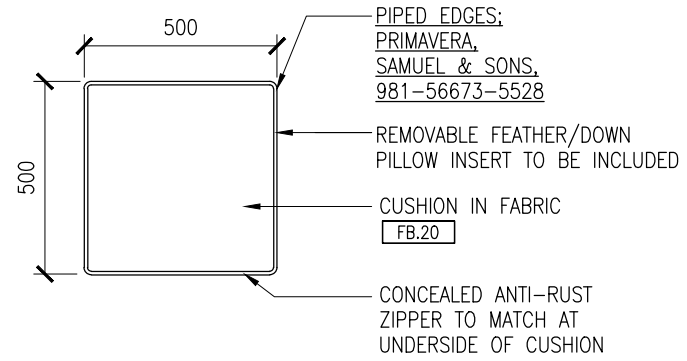 500
500
PIPED EDGES;
PRIMAVERA,
SAMUEL & SONS,
981-56673-5528
REMOVABLE FEATHER/DOWN
PILLOW INSERT TO BE INCLUDED
CUSHION IN FABRIC
FB.20
CONCEALED ANTI-RUST
ZIPPER TO MATCH AT
UNDERSIDE OF CUSHION